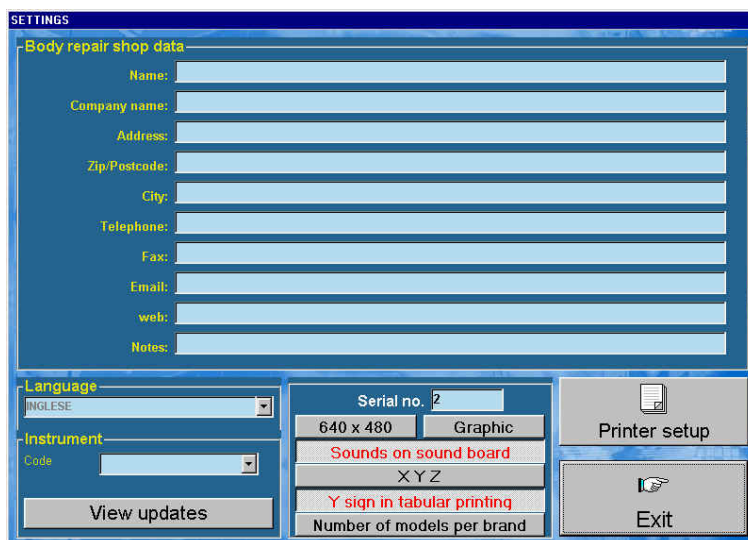 SETTINGS
Body repair shop data
Name:
Company name:
Address:
Zip/Postcode:
City:
Telephone:
Fax:
Email:
web:
Notes:
Language
INGLESE
Instrument
Code
View updates
Serial no. 2
640 x 480 Graphic
Sounds on sound board
X Y Z
Y sign in tabular printing
Number of models per brand
Printer setup
Exit